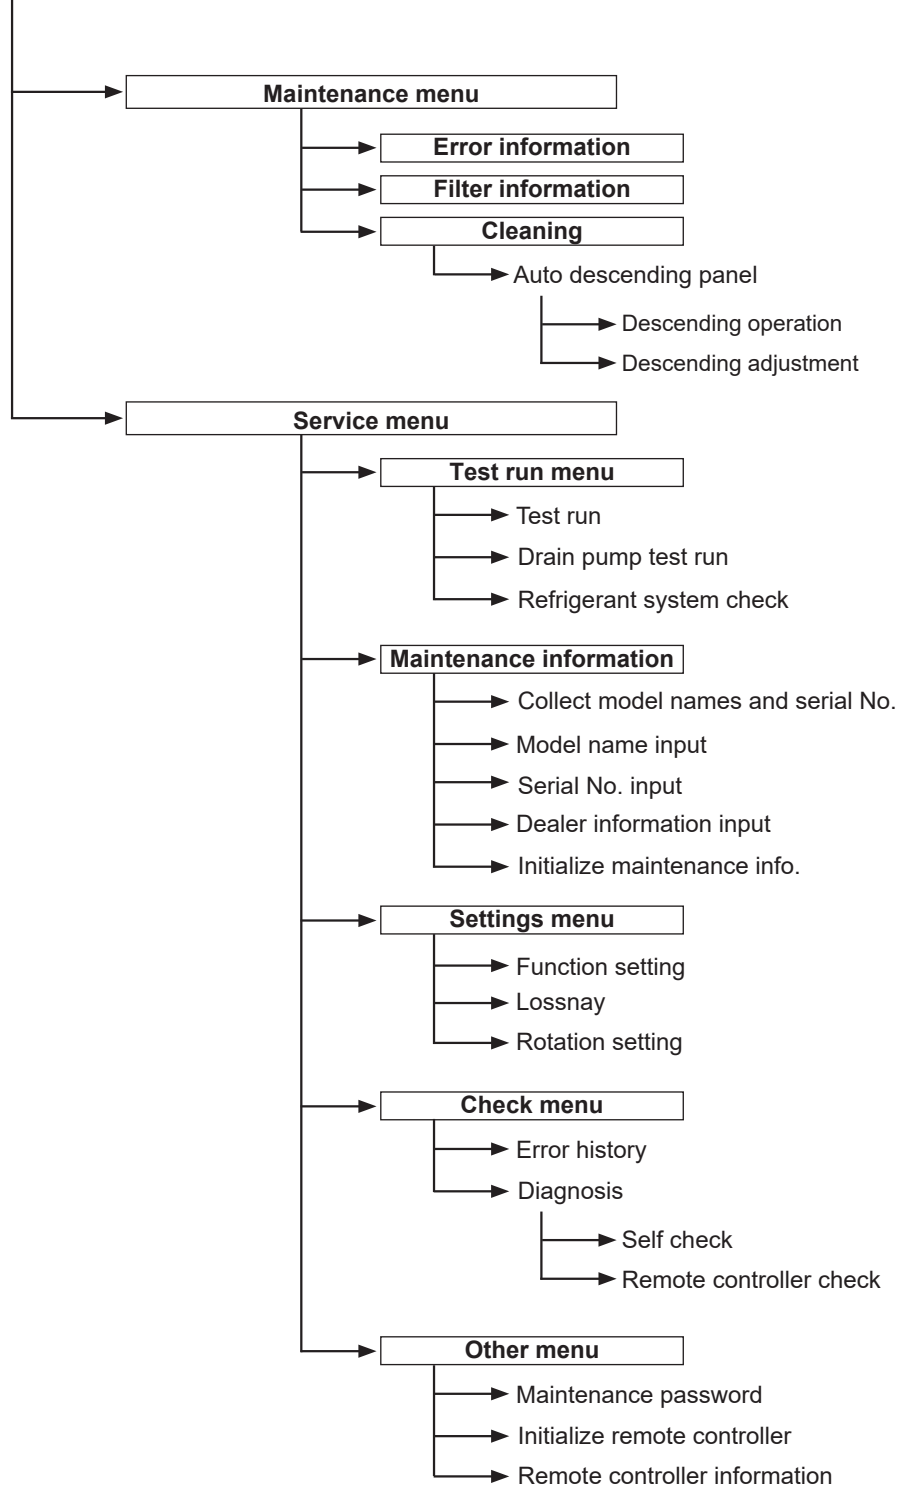 Maintenance menu
Error information
Filter information
Cleaning
Auto descending panel
Descending operation
Descending adjustment
Service menu
Test run menu
Test run
Drain pump test run
Refrigerant system check
Maintenance information
Collect model names and serial No.
Model name input
Serial No. input
Dealer information input
Initialize maintenance info.
Settings menu
Function setting
Lossnay
Rotation setting
Check menu
Error history
Diagnosis
Self check
Remote controller check
Other menu
Maintenance password
Initialize remote controller
Remote controller information